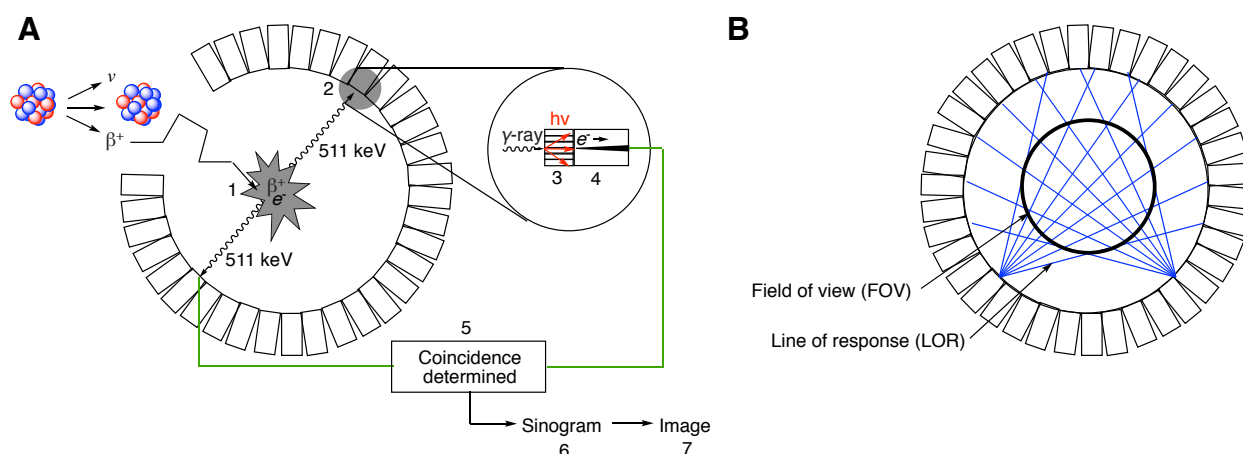 A
B
ν
β+
2
511 keV
1
β+
e-
511 keV
γ-ray
hν
e-
3
4
5
Coincidence
determined
Sinogram
Image
6
7
Field of view (FOV)
Line of response (LOR)